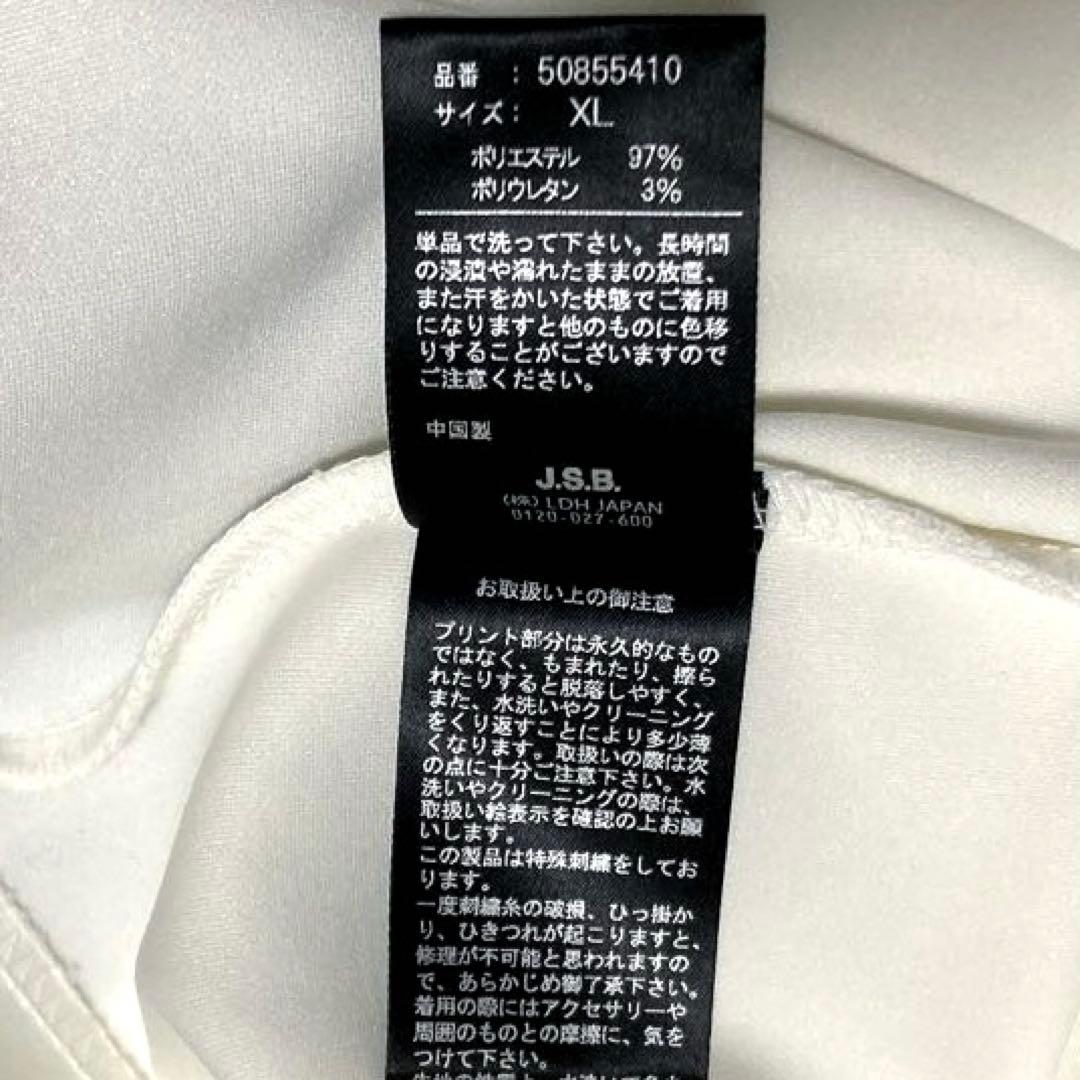 品番 : 50855410
サイズ: XL
ポリエステル 97%
ポリウレタン 3%
単品で洗って下さい。長時間
の浸漬や濡れたままの放置、
また汗をかいた状態でご着用
になりますと他のものに色移
りすることがございますので
ご注意ください。
中国製
J.S.B.
(株) LDH JAPAN
0120-027-600
お取扱い上の御注意
プリント部分は永久的なもの
ではなく、もまれたり、擦ら
れたりすると脱落しやすく、
また、水洗いやクリーニング
をくり返すことにより多少薄
くなります。取扱いの際は次
の点に十分ご注意下さい。水
洗いやクリーニングの際は、
取扱い絵表示を確認の上お願
いします。
この製品は特殊刺繍をしてお
ります。
一度刺繍糸の破損、ひっ掛か
り、ひきつれが起こりますと、
修理が不可能と思われますの
で、あらかじめ御了承下さい。
着用の際にはアクセサリーや
周囲のものとの摩擦に、気を
つけて下さい。